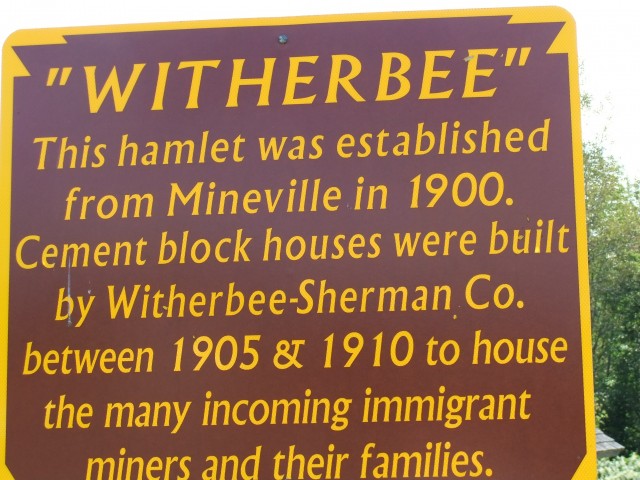 "WITHERBEE"
This hamlet was established
from Mineville in 1900.
Cement block houses were built
by Witherbee-Sherman Co.
between 1905 & 1910 to house
the many incoming immigrant
miners and their families.